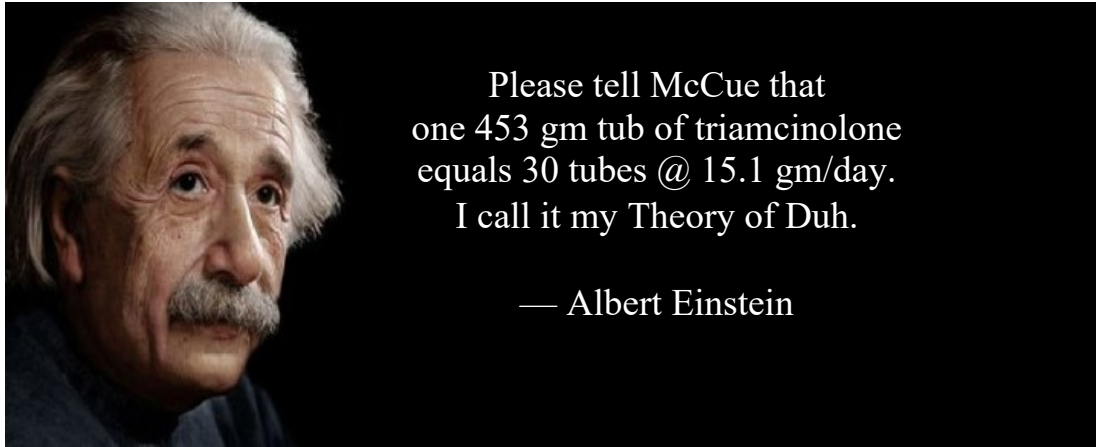 Please tell McCue that
one 453 gm tub of triamcinolone
equals 30 tubes @ 15.1 gm/day.
I call it my Theory of Duh.
— Albert Einstein